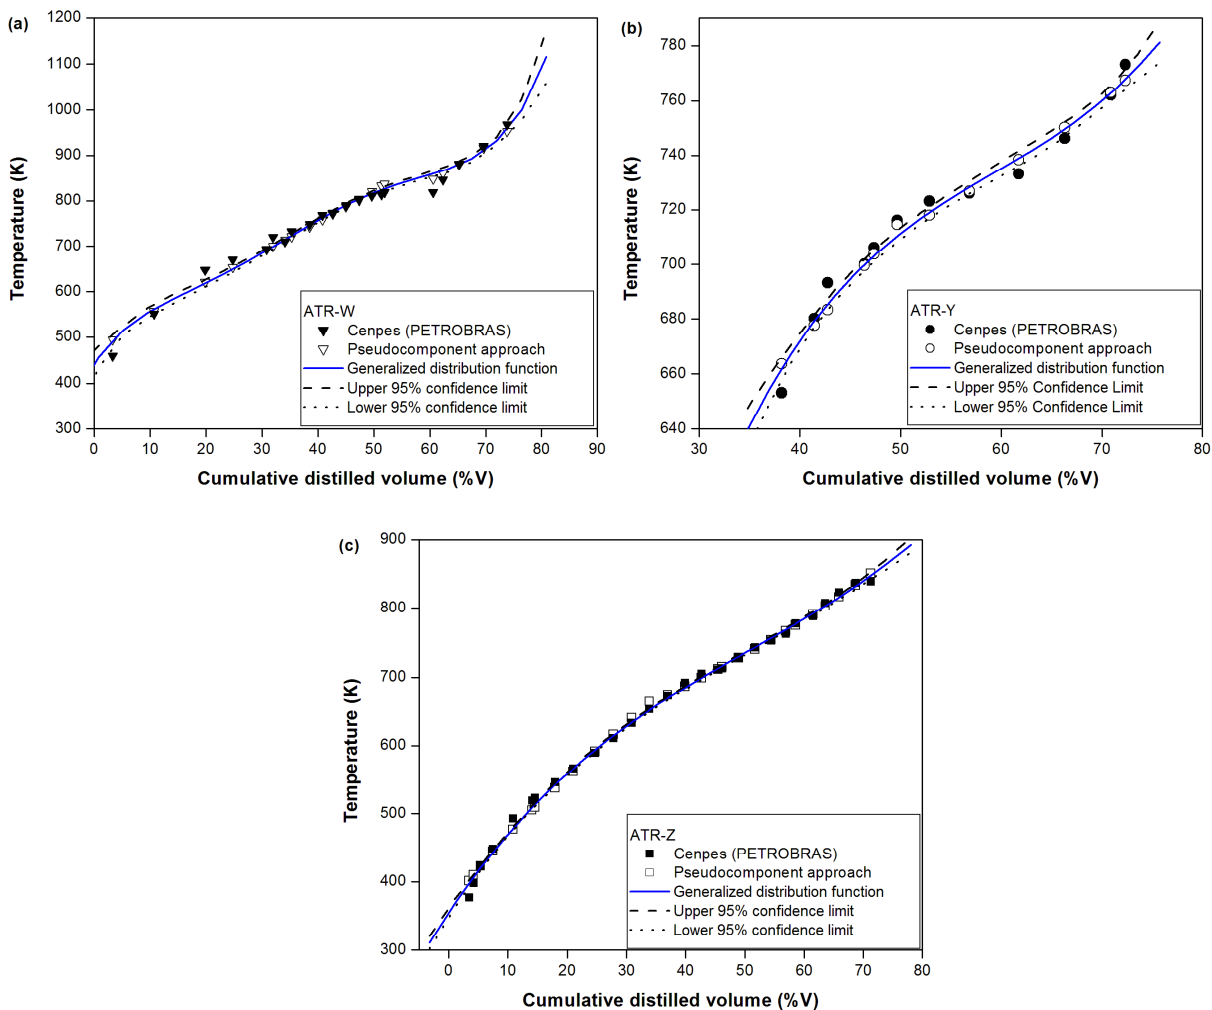 (a)
1200
1100
1000
900
800
700
600
500
400
300
Temperature (K)
ATR-W
Cenpes (PETROBRAS)
Pseudocomponent approach
Generalized distribution function
Upper 95% confidence limit
Lower 95% confidence limit
0 10 20 30 40 50 60 70 80 90
Cumulative distilled volume (%V)
(b)
780
760
740
720
700
680
660
640
Temperature (K)
ATR-Y
Cenpes (PETROBRAS)
Pseudocomponent approach
Generalized distribution function
Upper 95% Confidence Limit
Lower 95% Confidence Limit
30 40 50 60 70 80
Cumulative distilled volume (%V)
(c)
900
800
700
600
500
400
300
Temperature (K)
ATR-Z
Cenpes (PETROBRAS)
Pseudocomponent approach
Generalized distribution function
Upper 95% confidence limit
Lower 95% confidence limit
0 10 20 30 40 50 60 70 80
Cumulative distilled volume (%V)